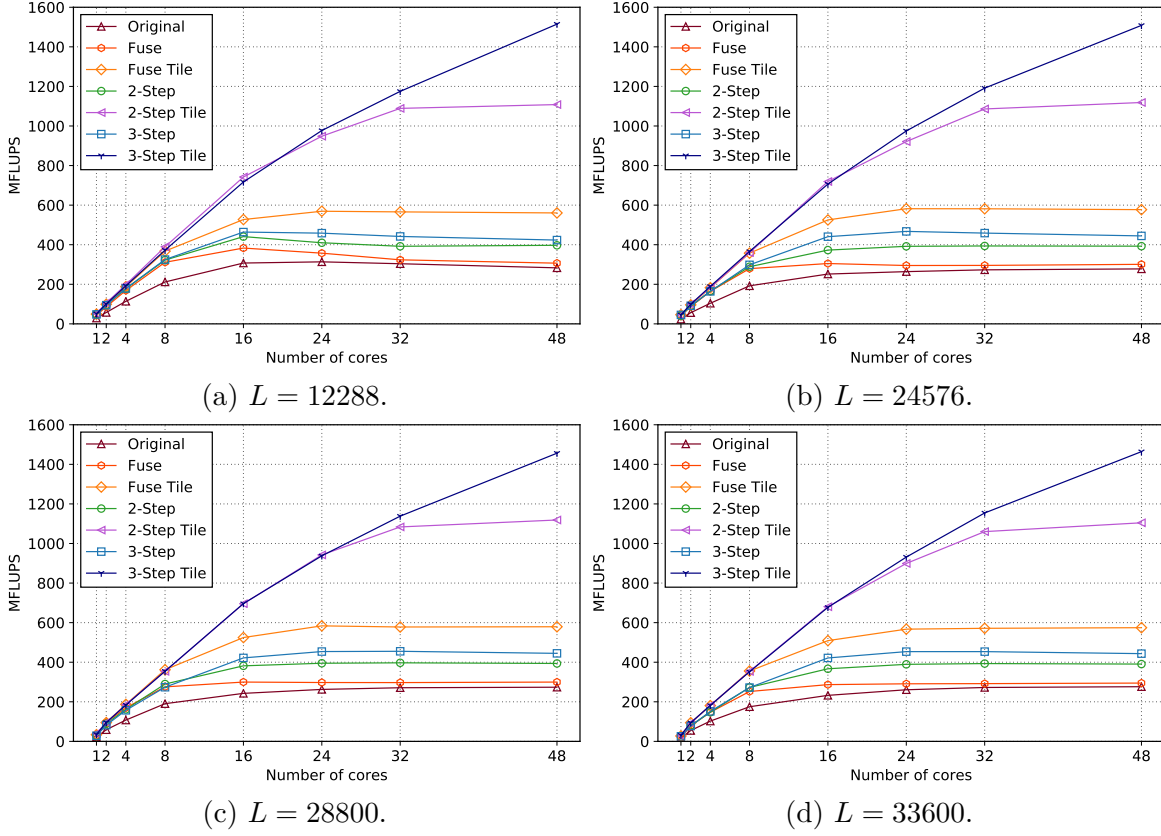 1600
1400
1200
1000
800
600
400
200
0
MFLUPS
Original
Fuse
Fuse Tile
2-Step
2-Step Tile
3-Step
3-Step Tile
1 2 4 8 16 24 32 48
Number of cores
(a) L = 12288.
1600
1400
1200
1000
800
600
400
200
0
MFLUPS
Original
Fuse
Fuse Tile
2-Step
2-Step Tile
3-Step
3-Step Tile
1 2 4 8 16 24 32 48
Number of cores
(b) L = 24576.
1600
1400
1200
1000
800
600
400
200
0
MFLUPS
Original
Fuse
Fuse Tile
2-Step
2-Step Tile
3-Step
3-Step Tile
1 2 4 8 16 24 32 48
Number of cores
(c) L = 28800.
1600
1400
1200
1000
800
600
400
200
0
MFLUPS
Original
Fuse
Fuse Tile
2-Step
2-Step Tile
3-Step
3-Step Tile
1 2 4 8 16 24 32 48
Number of cores
(d) L = 33600.